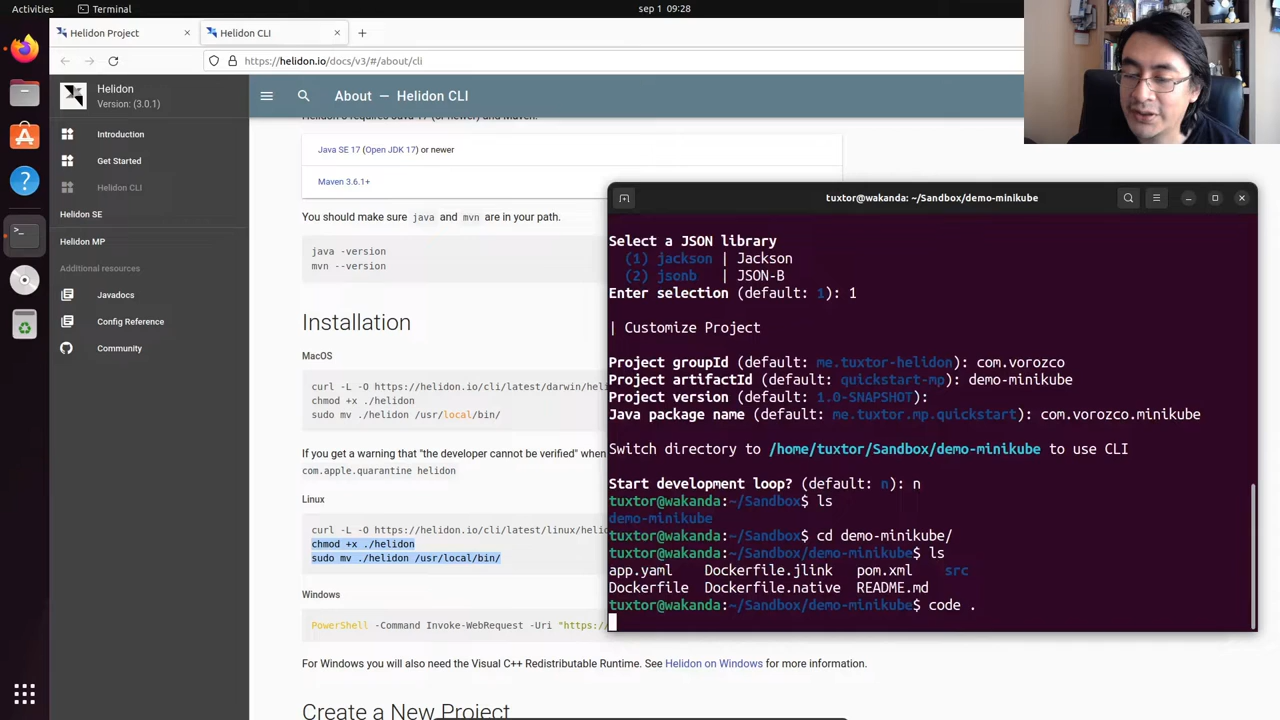 Activities
Terminal
sep 1 09:28
Helidon Project
Helidon CLI
https://helidon.io/docs/v3/#/about/cli
Helidon
Version: (3.0.1)
Introduction
Get Started
Helidon CLI
Helidon SE
Helidon MP
Additional resources
Javadocs
Config Reference
Community
About — Helidon CLI
Helidon's requires Java 17 (or newer) and Maven.
Java SE 17 (Open JDK 17) or newer
Maven 3.6.1+
You should make sure java and mvn are in your path.
java -version
mvn --version
Installation
MacOS
curl -L -O https://helidon.io/cli/latest/darwin/heli
chmod +x ./helidon
sudo mv ./helidon /usr/local/bin/
If you get a warning that "the developer cannot be verified" when
com.apple.quarantine helidon
Linux
curl -L -O https://helidon.io/cli/latest/linux/helid
chmod +x ./helidon
sudo mv ./helidon /usr/local/bin/
Windows
PowerShell -Command Invoke-WebRequest -Uri "https://
For Windows you will also need the Visual C++ Redistributable Runtime. See Helidon on Windows for more information.
Create a New Project
tuxtor@wakanda: ~/Sandbox/demo-minikube
Select a JSON library
(1) jackson | Jackson
(2) jsonb | JSON-B
Enter selection (default: 1): 1
| Customize Project
Project groupId (default: me.tuxtor-helidon): com.vorozco
Project artifactId (default: quickstart-mp): demo-minikube
Project version (default: 1.0-SNAPSHOT):
Java package name (default: me.tuxtor.mp.quickstart): com.vorozco.minikube
Switch directory to /home/tuxtor/Sandbox/demo-minikube to use CLI
Start development loop? (default: n): n
tuxtor@wakanda:~/Sandbox$ ls
demo-minikube
tuxtor@wakanda:~/Sandbox$ cd demo-minikube/
tuxtor@wakanda:~/Sandbox/demo-minikube$ ls
app.yaml Dockerfile.jlink pom.xml src
Dockerfile Dockerfile.native README.md
tuxtor@wakanda:~/Sandbox/demo-minikube$ code .